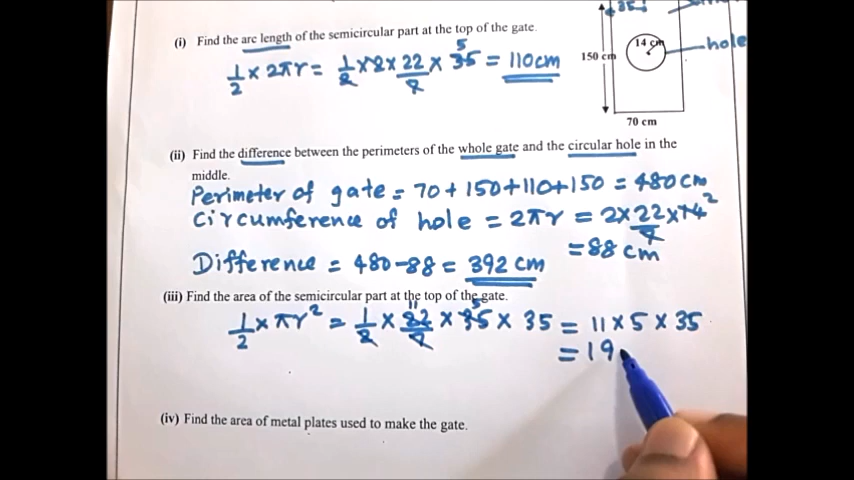 (i) Find the arc length of the semicircular part at the top of the gate.
1/2 × 2πr = 1/2 × 2 × 22/7 × 35 5 = 110cm
35
14 cm
hole
150 cm
70 cm
(ii) Find the difference between the perimeters of the whole gate and the circular hole in the
middle.
Perimeter of gate = 70+150+110+150 = 480 cm
Circumference of hole = 2πr = 2 × 22/7 × 14 2
= 88 cm
Difference = 480-88 = 392 cm
(iii) Find the area of the semicircular part at the top of the gate.
1/2 × πr² = 1/2 × 22/7 11 × 35 5 × 35 = 11 × 5 × 35
= 19
(iv) Find the area of metal plates used to make the gate.